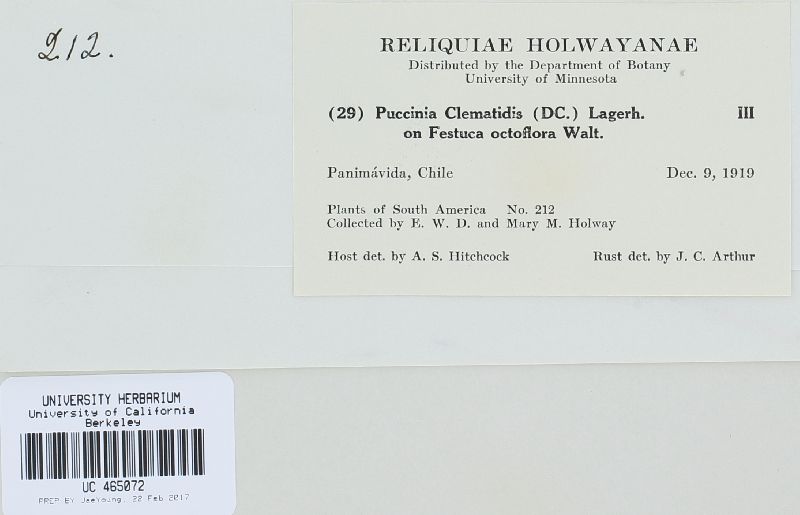 212.
RELIQUIAE HOLWAYANAE
Distributed by the Department of Botany
University of Minnesota
(29) Puccinia Clematidis (DC.) Lagerh. III
on Festuca octoflora Walt.
Panimávida, Chile Dec. 9, 1919
Plants of South America No. 212
Collected by E. W. D. and Mary M. Holway
Host det. by A. S. Hitchcock Rust det. by J. C. Arthur
UNIVERSITY HERBARIUM
University of California
Berkeley
UC 465072
PREP BY JaeYoung, 22 Feb 2017